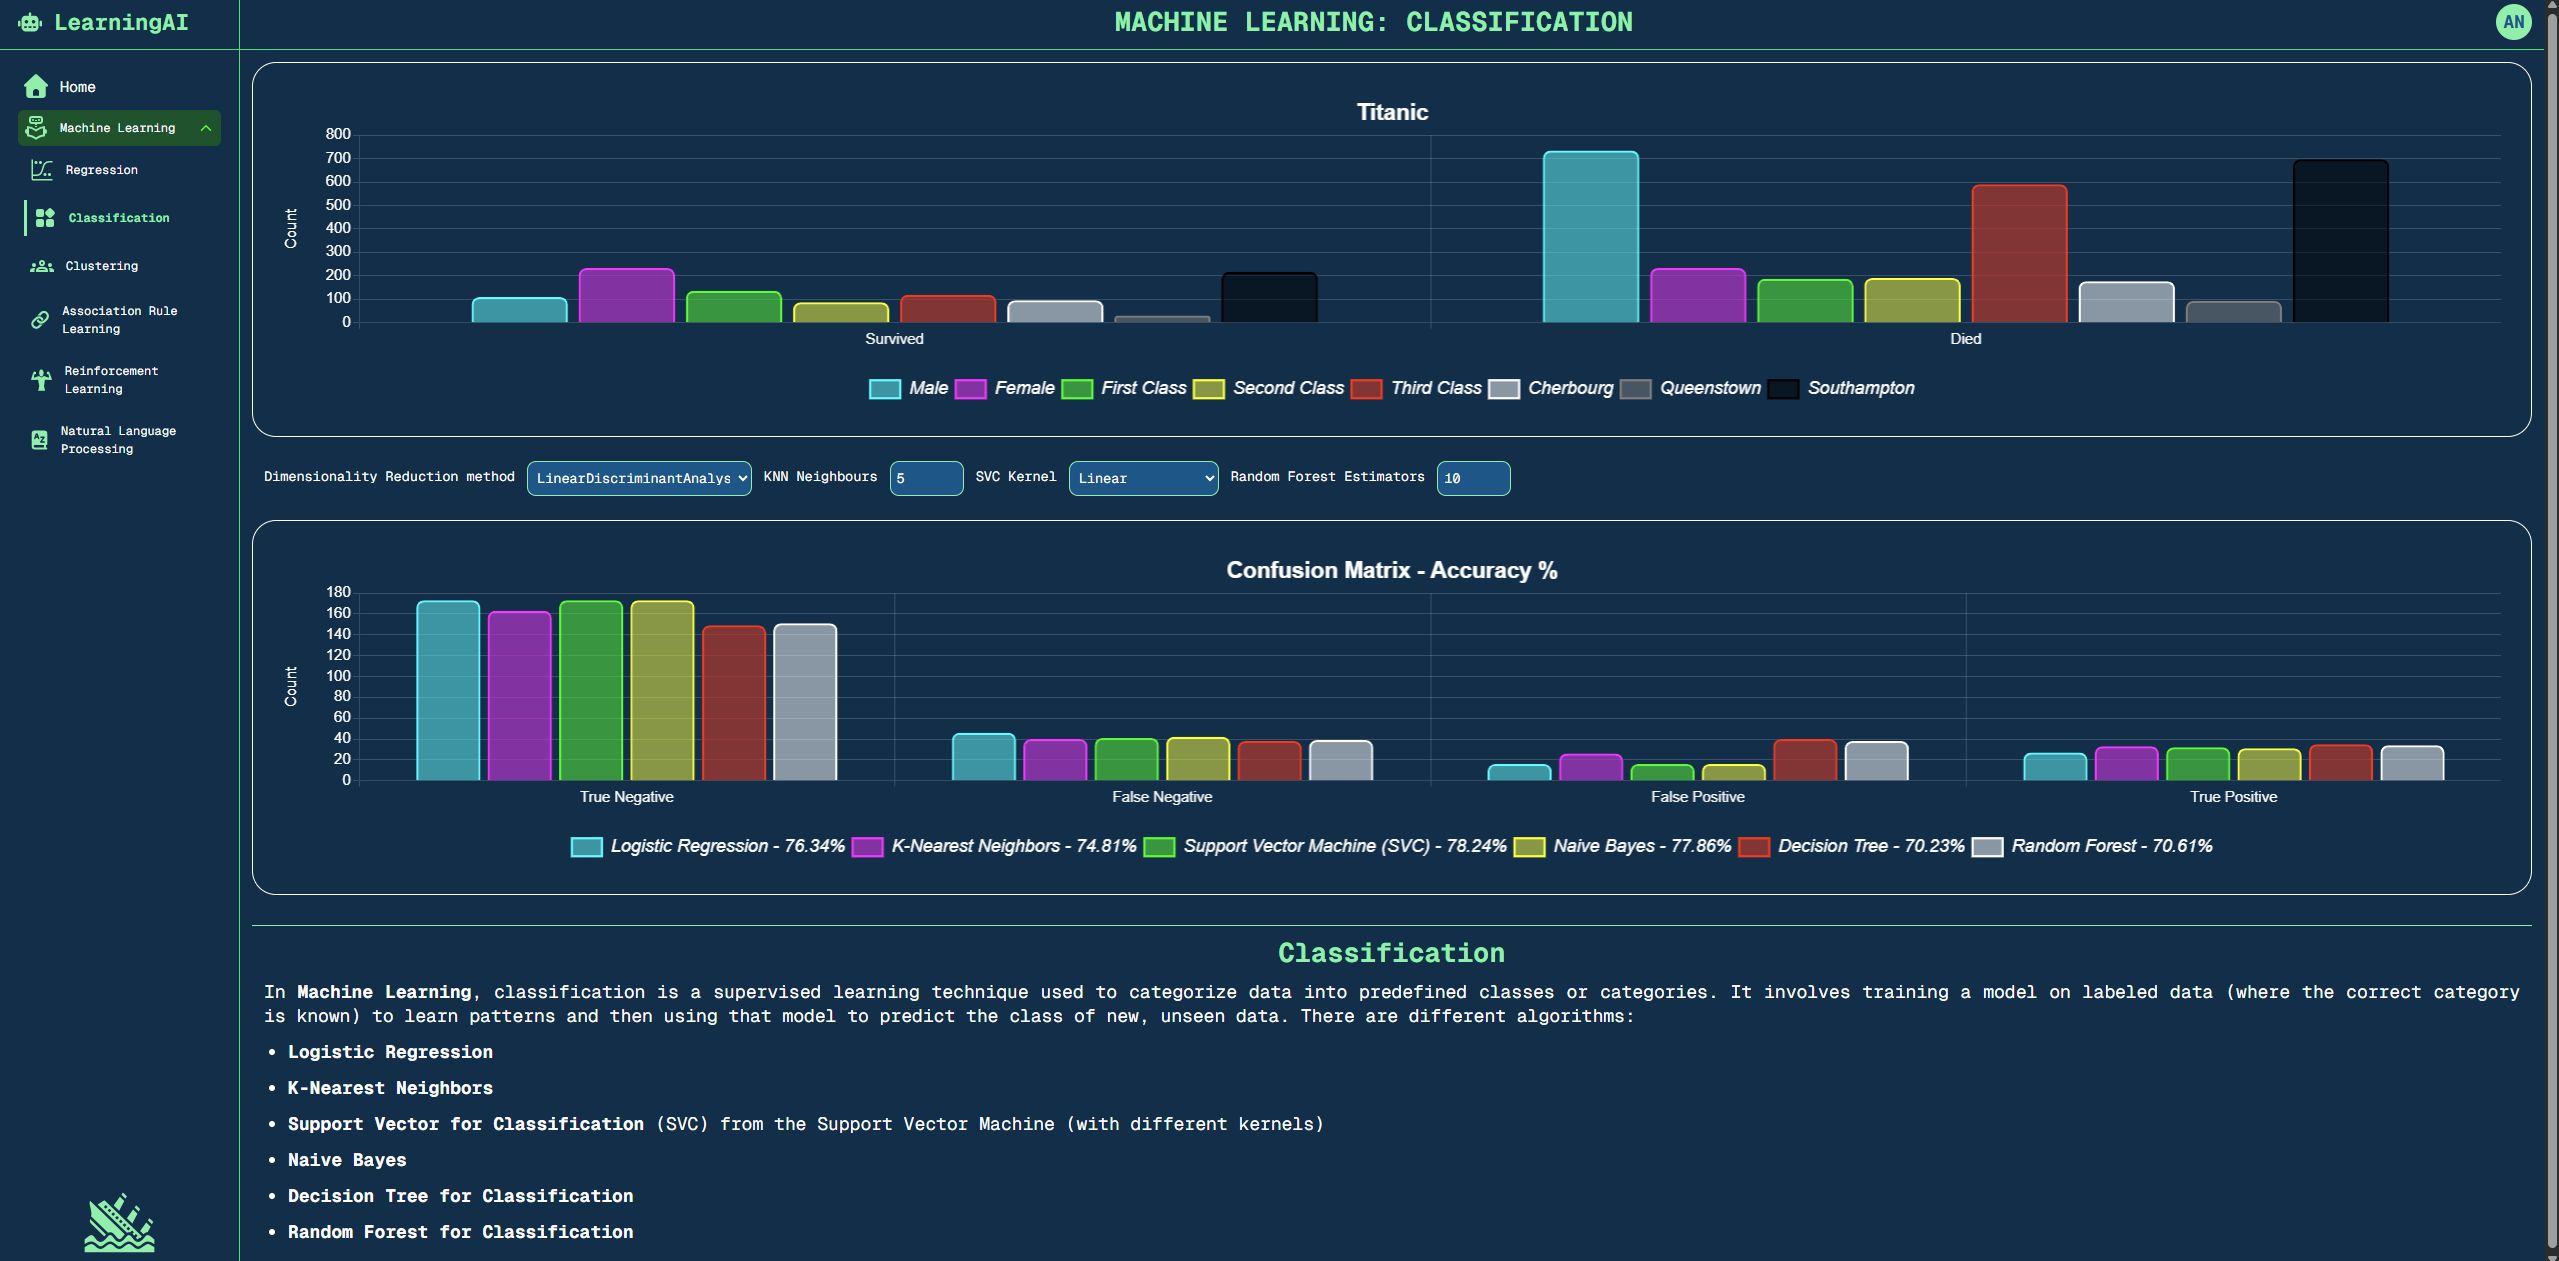 LearningAI
MACHINE LEARNING: CLASSIFICATION
AN
Home
Machine Learning
Regression
Classification
Clustering
Association Rule
Learning
Reinforcement
Learning
Natural Language
Processing
Titanic
800
700
600
500
400
300
200
100
0
Count
Survived
Died
Male Female First Class Second Class Third Class Cherbourg Queenstown Southampton
Dimensionality Reduction method LinearDiscriminantAnalys KNN Neighbours 5 SVC Kernel Linear Random Forest Estimators 10
Confusion Matrix - Accuracy %
180
160
140
120
100
80
60
40
20
0
Count
True Negative
False Negative
False Positive
True Positive
Logistic Regression - 76.34% K-Nearest Neighbors - 74.81% Support Vector Machine (SVC) - 78.24% Naive Bayes - 77.86% Decision Tree - 70.23% Random Forest - 70.61%
Classification
In Machine Learning, classification is a supervised learning technique used to categorize data into predefined classes or categories. It involves training a model on labeled data (where the correct category
is known) to learn patterns and then using that model to predict the class of new, unseen data. There are different algorithms:
• Logistic Regression
• K-Nearest Neighbors
• Support Vector for Classification (SVC) from the Support Vector Machine (with different kernels)
• Naive Bayes
• Decision Tree for Classification
• Random Forest for Classification